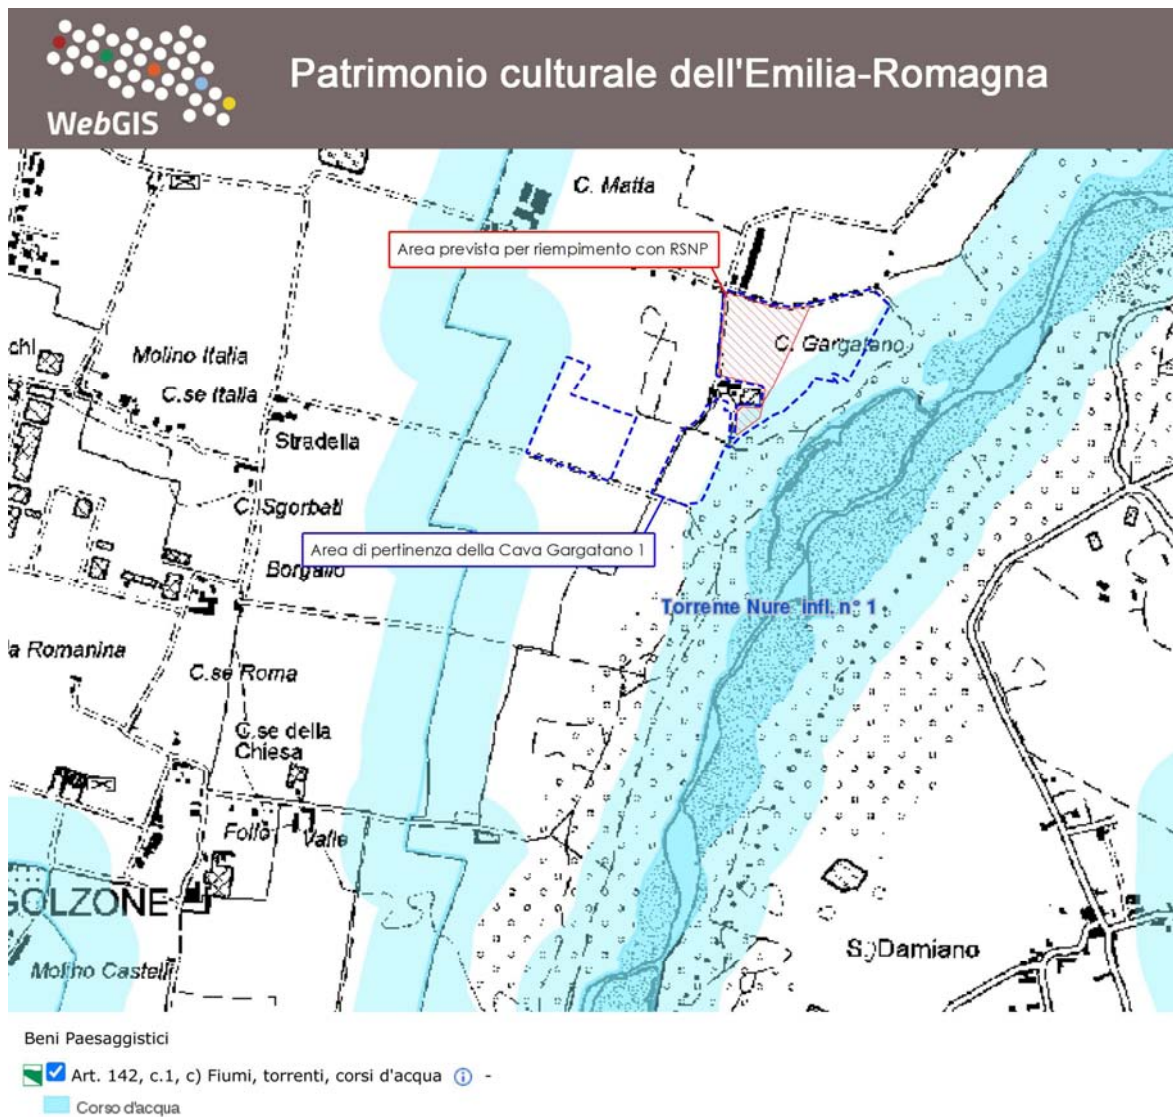 Patrimonio culturale dell'Emilia-Romagna
WebGIS
C. Matta
Area prevista per riempimento con RSNP
C. Gargatano
Molino Italia
C.se Italia
Stradella
C. Sgorbati
Area di pertinenza della Cava Gargatano 1
Borgallo
Torrente Nure infl. n° 1
a Romanina
C.se Roma
C.se della
Chiesa
Follo
Valle
GOLZONE
S. Damiano
Molino Castelli
Beni Paesaggistici
Art. 142, c.1, c) Fiumi, torrenti, corsi d'acqua i -
Corso d'acqua